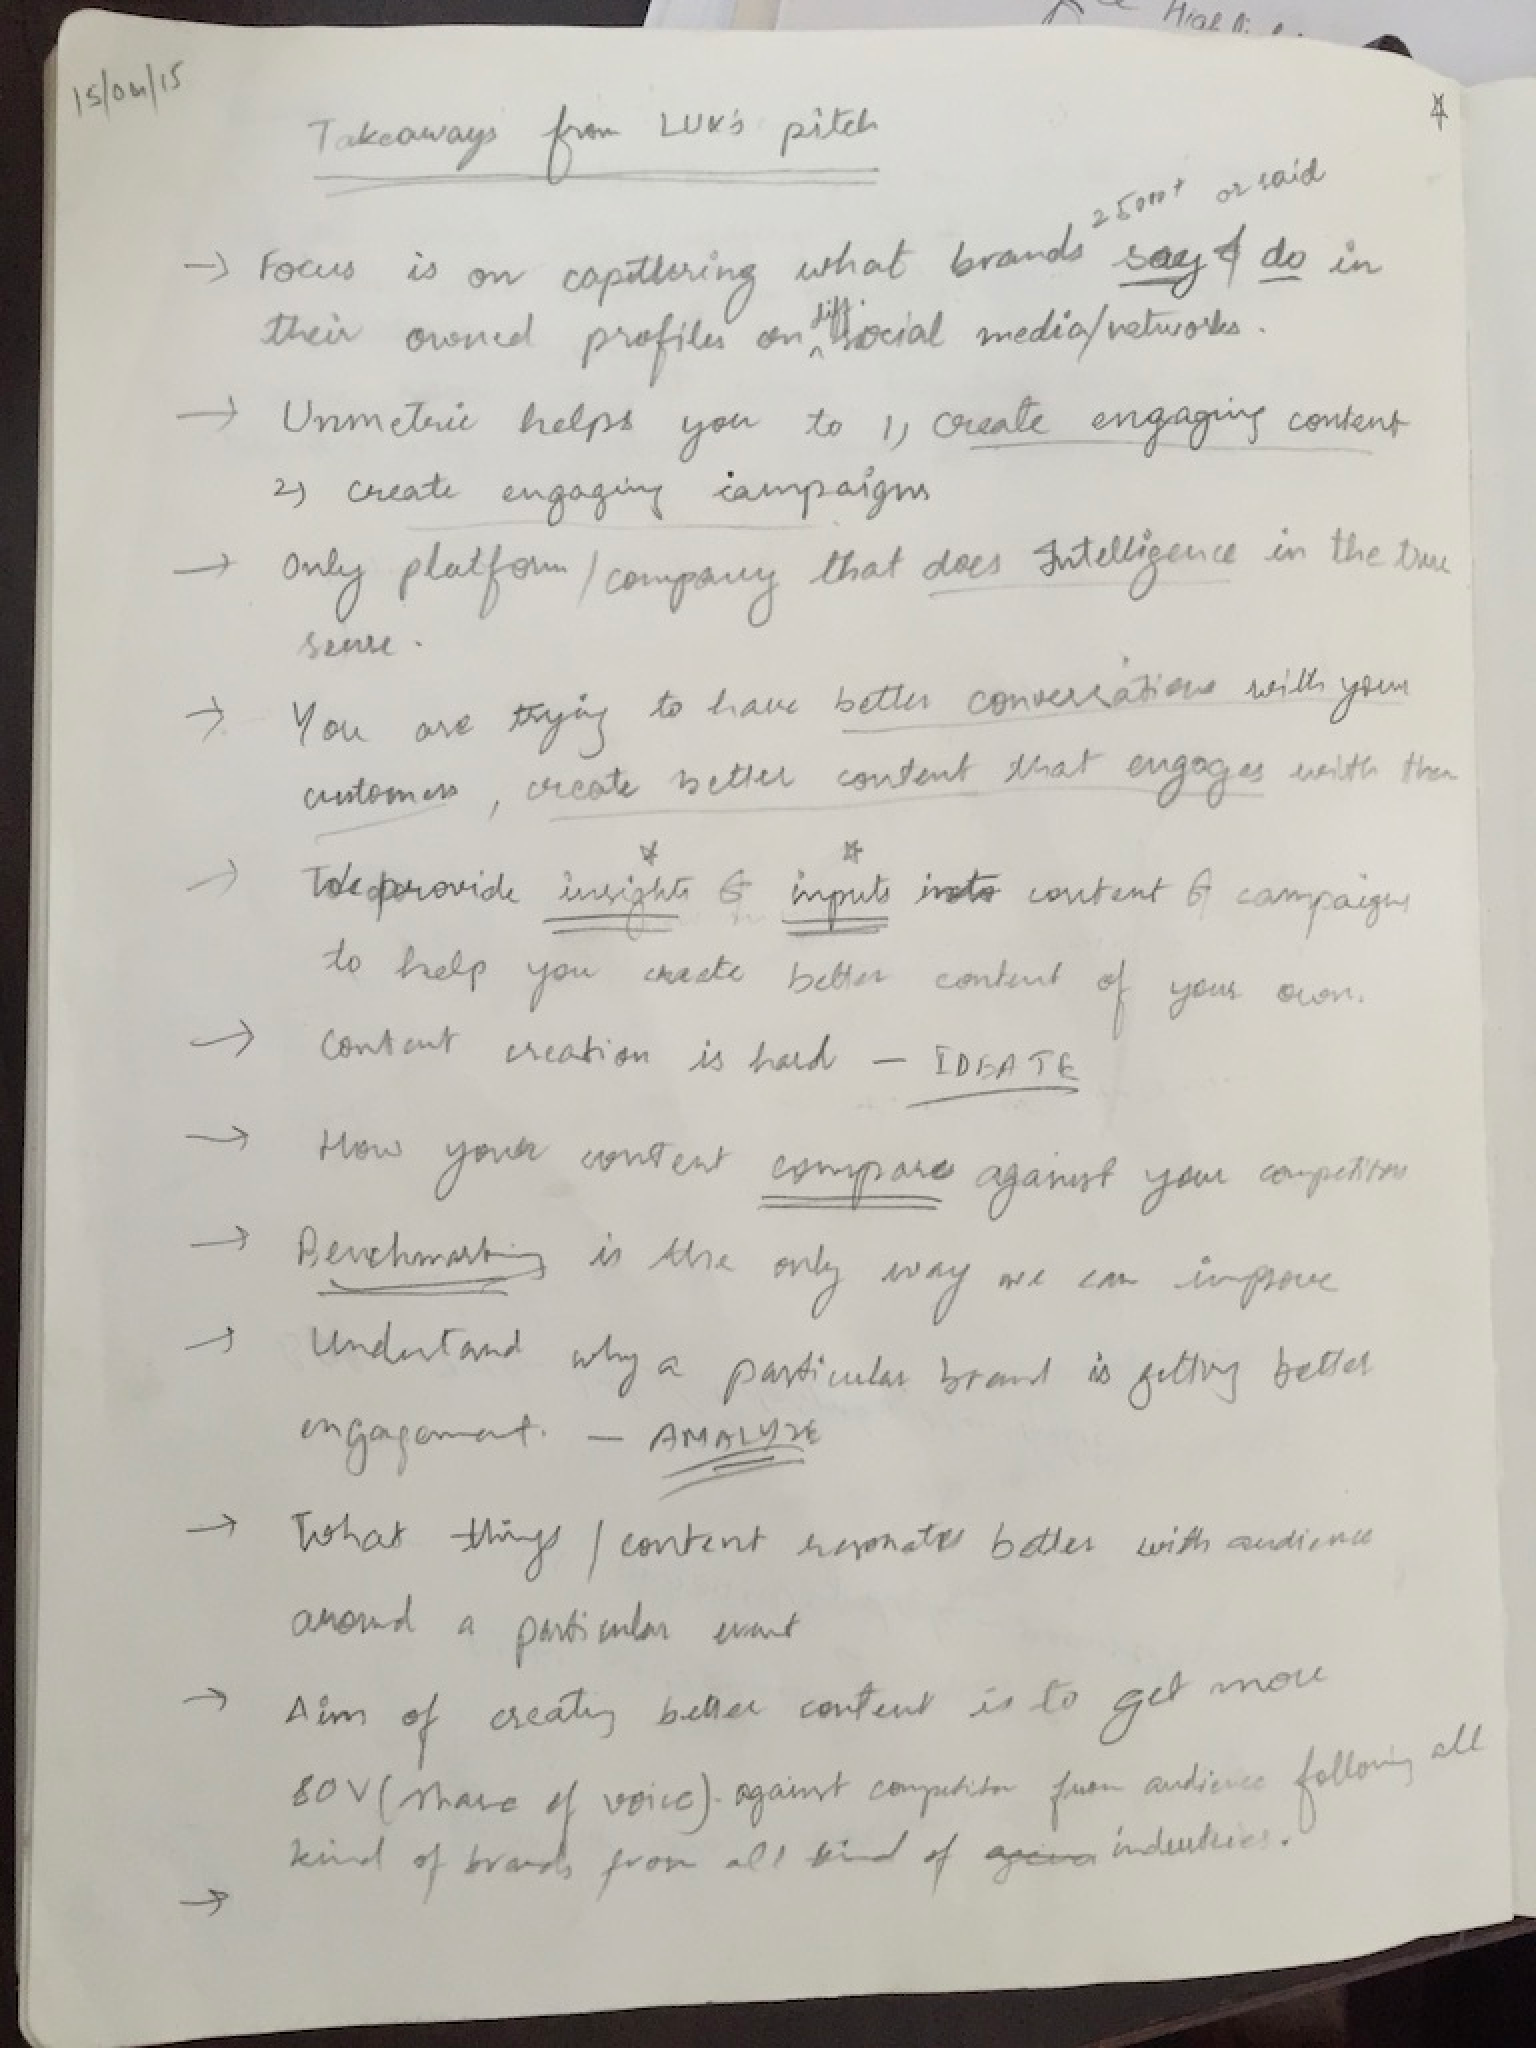 15/04/15
Takeaways from LUX's pitch
25000+ or said
→ Focus is on capturing what brands say & do in
their owned profiles on diff. social media/networks.
→ Unmetric helps you to 1) create engaging content
2) create engaging campaigns
→ Only platform/company that does Intelligence in the true
sense.
→ You are trying to have better conversations with your
customers, create better content that engages with them
→ To provide insights & inputs into content & campaigns
to help you create better content of your own.
→ Content creation is hard — IDEATE
→ How your content compare against your competitors
→ Benchmarking is the only way we can improve
→ Understand why a particular brand is getting better
engagement. — ANALYZE
→ What things / content resonates better with audience
around a particular event
→ Aim of creating better content is to get more
SOV (share of voice). against competitor from audience following all
kind of brands from all kind of industries.
→